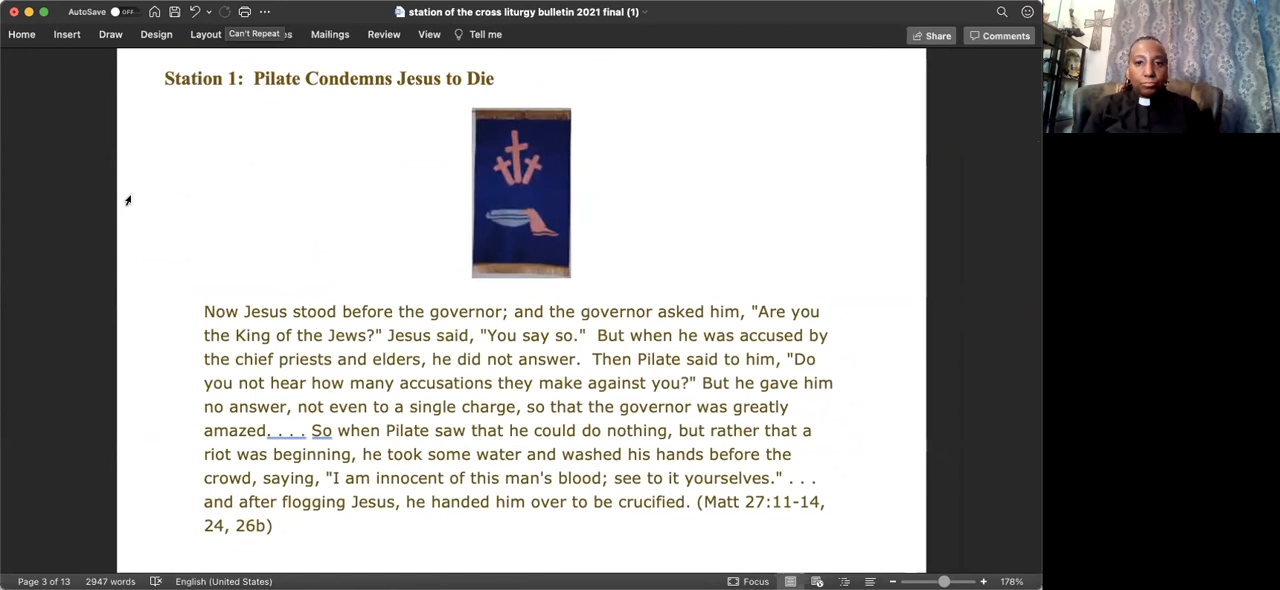 AutoSave OFF
station of the cross liturgy bulletin 2021 final (1)
Home Insert Draw Design Layout Can't Repeat es Mailings Review View Tell me Share Comments
Station 1: Pilate Condemns Jesus to Die
Now Jesus stood before the governor; and the governor asked him, "Are you
the King of the Jews?" Jesus said, "You say so." But when he was accused by
the chief priests and elders, he did not answer. Then Pilate said to him, "Do
you not hear how many accusations they make against you?" But he gave him
no answer, not even to a single charge, so that the governor was greatly
amazed. . . . So when Pilate saw that he could do nothing, but rather that a
riot was beginning, he took some water and washed his hands before the
crowd, saying, "I am innocent of this man's blood; see to it yourselves." . . .
and after flogging Jesus, he handed him over to be crucified. (Matt 27:11-14,
24, 26b)
Page 3 of 13 2947 words English (United States) Focus 178%